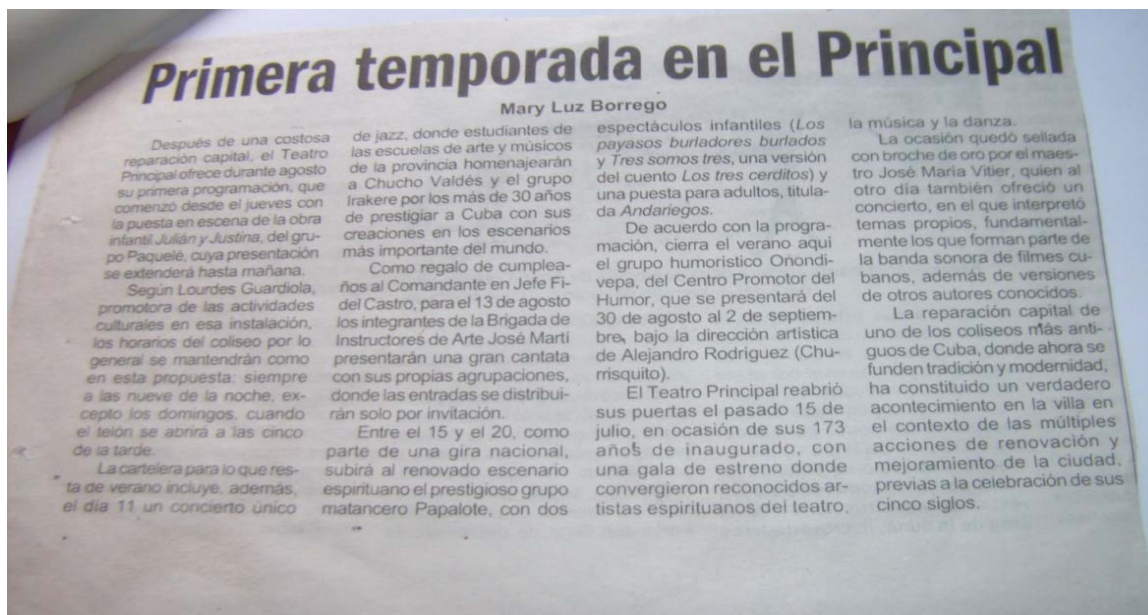 Primera temporada en el Principal
Mary Luz Borrego
Después de una costosa
reparación capital, el Teatro
Principal ofrece durante agosto
su primera programación, que
comenzó desde el jueves con
la puesta en escena de la obra
infantil Julián y Justina, del gru-
po Paquelé, cuya presentación
se extenderá hasta mañana.
Según Lourdes Guardiola,
promotora de las actividades
culturales en esa instalación,
los horarios del coliseo por lo
general se mantendrán como
en esta propuesta: siempre
a las nueve de la noche, ex-
cepto los domingos, cuando
el telón se abrirá a las cinco
de la tarde.
La cartelera para lo que res-
ta de verano incluye, además,
el día 11 un concierto único
de jazz, donde estudiantes de
las escuelas de arte y músicos
de la provincia homenajearán
a Chucho Valdés y el grupo
Irakere por los más de 30 años
de prestigiar a Cuba con sus
creaciones en los escenarios
más importante del mundo.
Como regalo de cumplea-
ños al Comandante en Jefe Fi-
del Castro, para el 13 de agosto
los integrantes de la Brigada de
Instructores de Arte José Martí
presentarán una gran cantata
con sus propias agrupaciones,
donde las entradas se distribui-
rán solo por invitación.
Entre el 15 y el 20, como
parte de una gira nacional,
subirá al renovado escenario
espirituano el prestigioso grupo
matancero Papalote, con dos
espectáculos infantiles (Los
payasos burladores burlados
y Tres somos tres, una versión
del cuento Los tres cerditos) y
una puesta para adultos, titula-
da Andariegos.
De acuerdo con la progra-
mación, cierra el verano aquí
el grupo humorístico Onondi-
vepa, del Centro Promotor del
Humor, que se presentará del
30 de agosto al 2 de septiem-
bre, bajo la dirección artística
de Alejandro Rodríguez (Chu-
rrisquito).
El Teatro Principal reabrió
sus puertas el pasado 15 de
julio, en ocasión de sus 173
años de inaugurado, con
una gala de estreno donde
convergieron reconocidos ar-
tistas espirituanos del teatro,
la música y la danza.
La ocasión quedó sellada
con broche de oro por el maes-
tro José María Vitier, quien al
otro día también ofreció un
concierto, en el que interpretó
temas propios, fundamental-
mente los que forman parte de
la banda sonora de filmes cu-
banos, además de versiones
de otros autores conocidos.
La reparación capital de
uno de los coliseos más anti-
guos de Cuba, donde ahora se
funden tradición y modernidad,
ha constituido un verdadero
acontecimiento en la villa en
el contexto de las múltiples
acciones de renovación y
mejoramiento de la ciudad,
previas a la celebración de sus
cinco siglos.